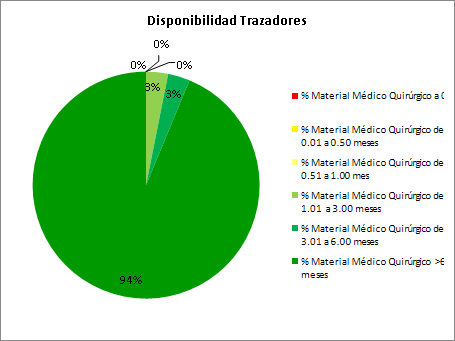 Disponibilidad Trazadores
0%
0%
0%
3%
3%
94%
% Material Médico Quirúrgico a
% Material Médico Quirúrgico de
0.01 a 0.50 meses
% Material Médico Quirúrgico de
0.51 a 1.00 mes
% Material Médico Quirúrgico de
1.01 a 3.00 meses
% Material Médico Quirúrgico de
3.01 a 6.00 meses
% Material Médico Quirúrgico >6
meses